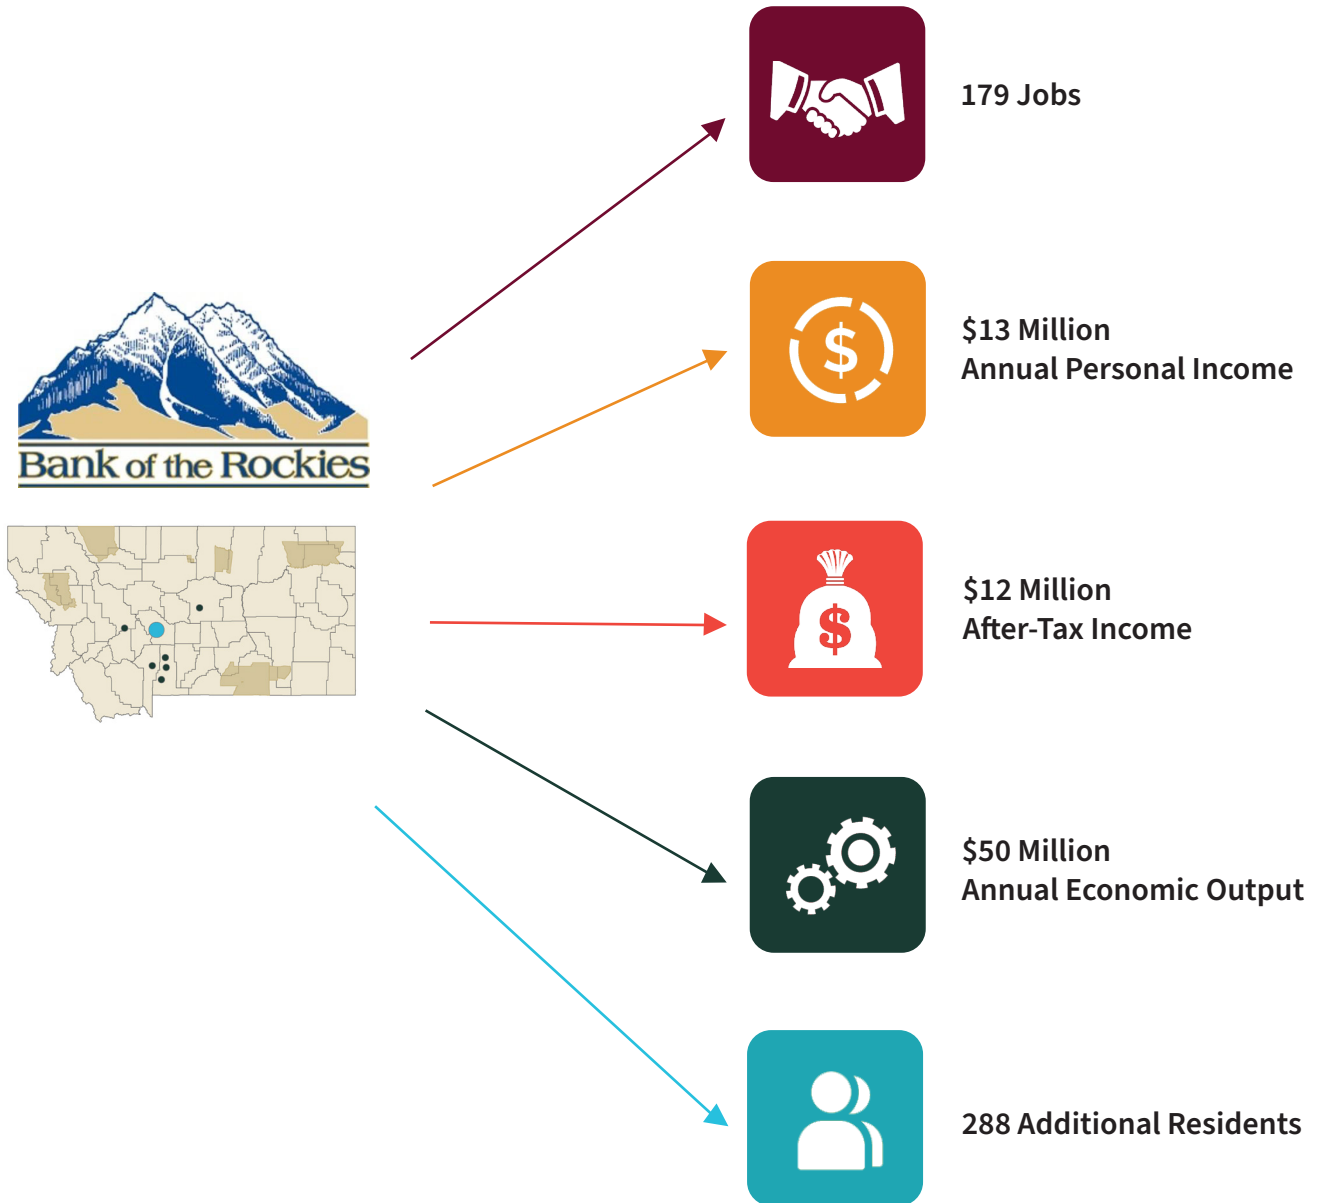 179 Jobs
$13 Million
Annual Personal Income
Bank of the Rockies
$12 Million
After-Tax Income
$50 Million
Annual Economic Output
288 Additional Residents